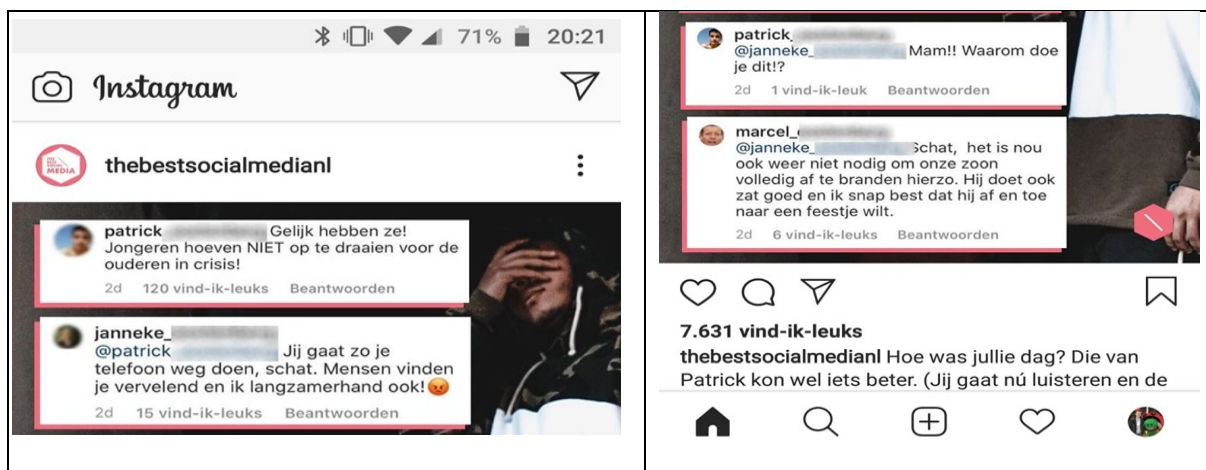 71% 20:21
Instagram
THE BEST SOCIAL MEDIA
thebestsocialmedianl
patrick_ Gelijk hebben ze!
Jongeren hoeven NIET op te draaien voor de
ouderen in crisis!
2d 120 vind-ik-leuks Beantwoorden
janneke_
@patrick Jij gaat zo je
telefoon weg doen, schat. Mensen vinden
je vervelend en ik langzamerhand ook!😡
2d 15 vind-ik-leuks Beantwoorden
patrick_
@janneke_ Mam!! Waarom doe
je dit!?
2d 1 vind-ik-leuk Beantwoorden
marcel_
@janneke_ Schat, het is nou
ook weer niet nodig om onze zoon
volledig af te branden hierzo. Hij doet ook
zat goed en ik snap best dat hij af en toe
naar een feestje wilt.
2d 6 vind-ik-leuks Beantwoorden
7.631 vind-ik-leuks
thebestsocialmedianl Hoe was jullie dag? Die van
Patrick kon wel iets beter. (Jij gaat nú luisteren en de